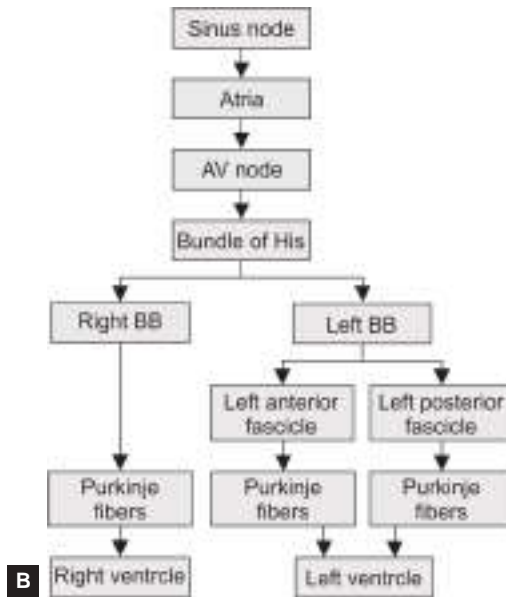 Sinus node
Atria
AV node
Bundle of His
Right BB
Left BB
Left anterior
fascicle
Left posterior
fascicle
Purkinje
fibers
Purkinje
fibers
Purkinje
fibers
B
Right ventrcle
Left ventrcle